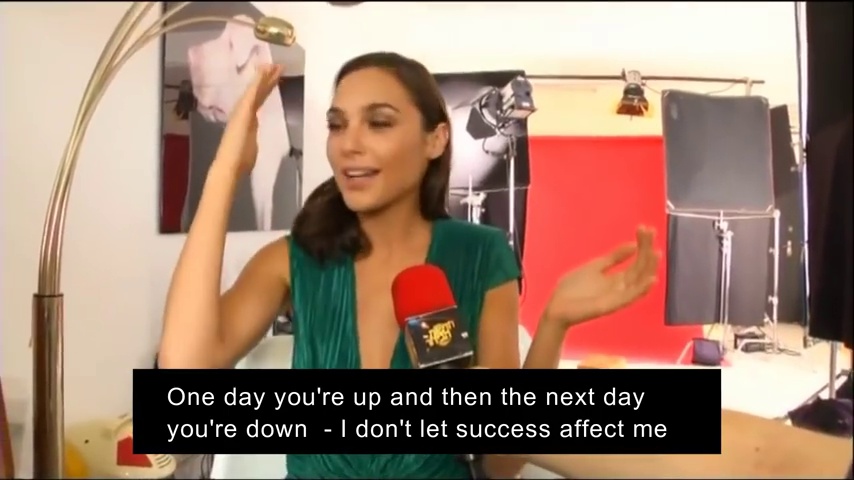 One day you're up and then the next day
you're down - I don't let success affect me